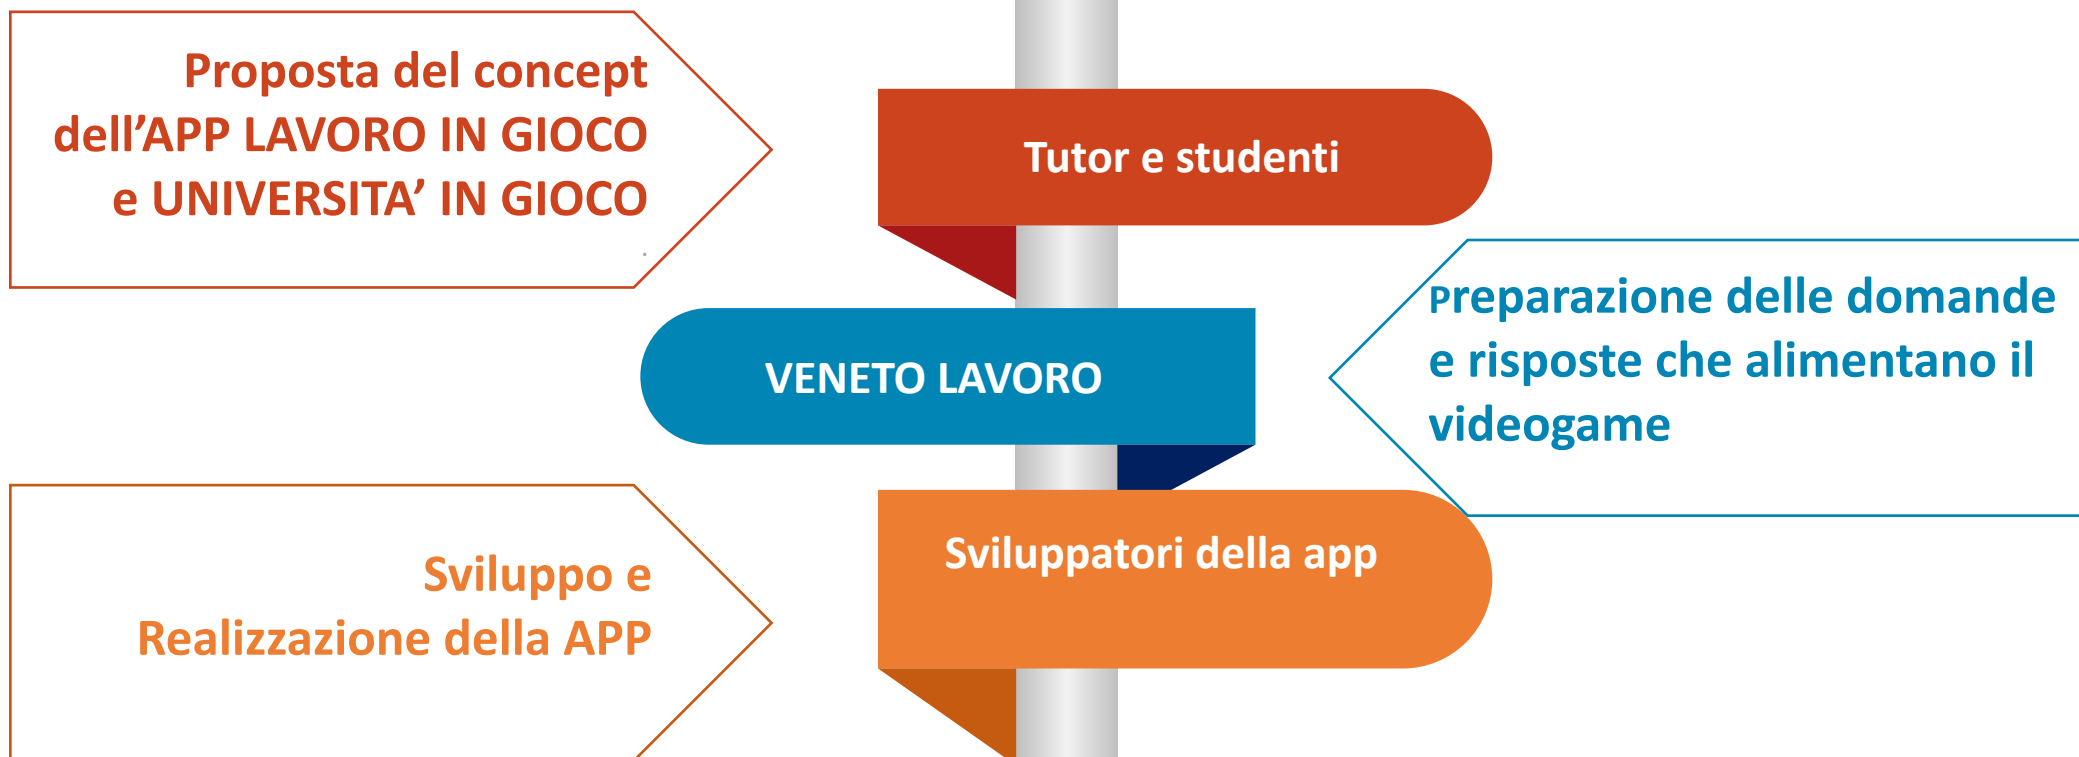 Proposta del concept
dell’APP LAVORO IN GIOCO
e UNIVERSITA’ IN GIOCO
.
Tutor e studenti
VENETO LAVORO
Preparazione delle domande
e risposte che alimentano il
videogame
Sviluppatori della app
Sviluppo e
Realizzazione della APP